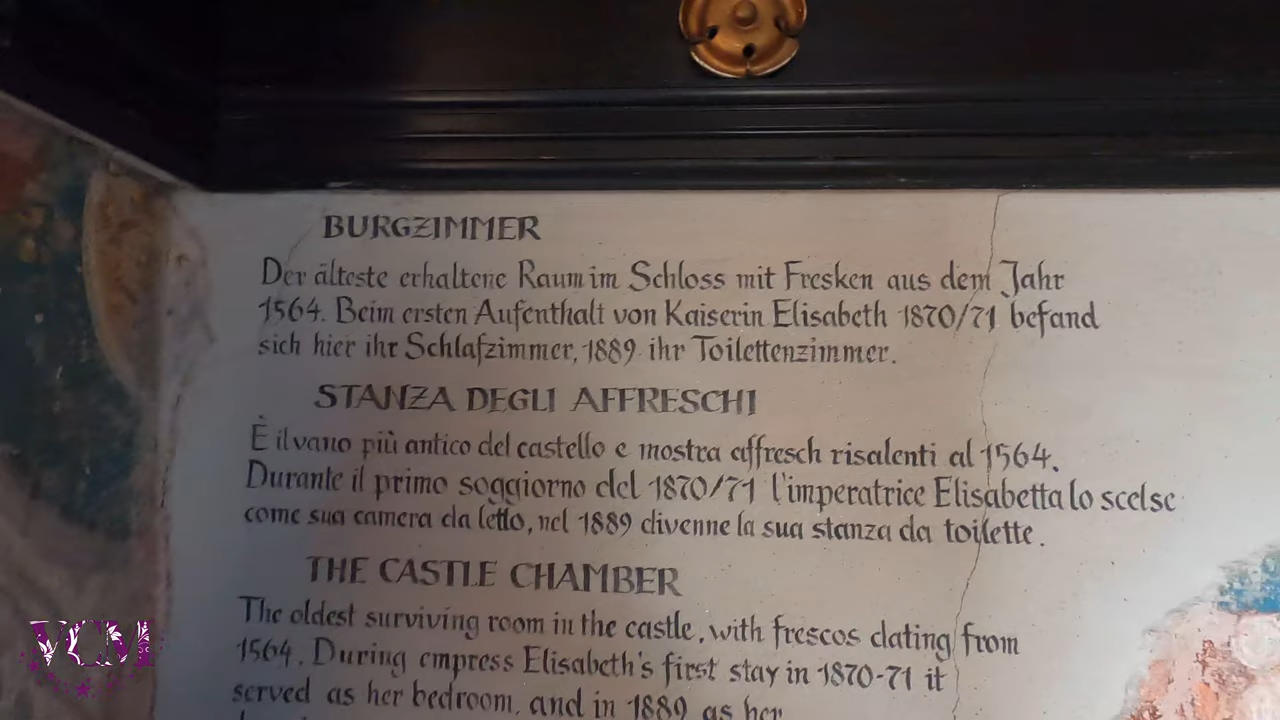 BURGZIMMER
Der älteste erhaltene Raum im Schloss mit Fresken aus dem Jahr
1564. Beim ersten Aufenthalt von Kaiserin Elisabeth 1870/71 befand
sich hier ihr Schlafzimmer, 1889 ihr Toilettenzimmer.
STANZA DEGLI AFFRESCHI
È il vano più antico del castello e mostra affresch risalenti al 1564.
Durante il primo soggiorno del 1870/71 l'imperatrice Elisabetta lo scelse
come sua camera da letto, nel 1889 divenne la sua stanza da toilette.
THE CASTLE CHAMBER
The oldest surviving room in the castle, with frescos dating from
1564. During empress Elisabeth's first stay in 1870-71 it
served as her bedroom, and in 1889 as her
VCM